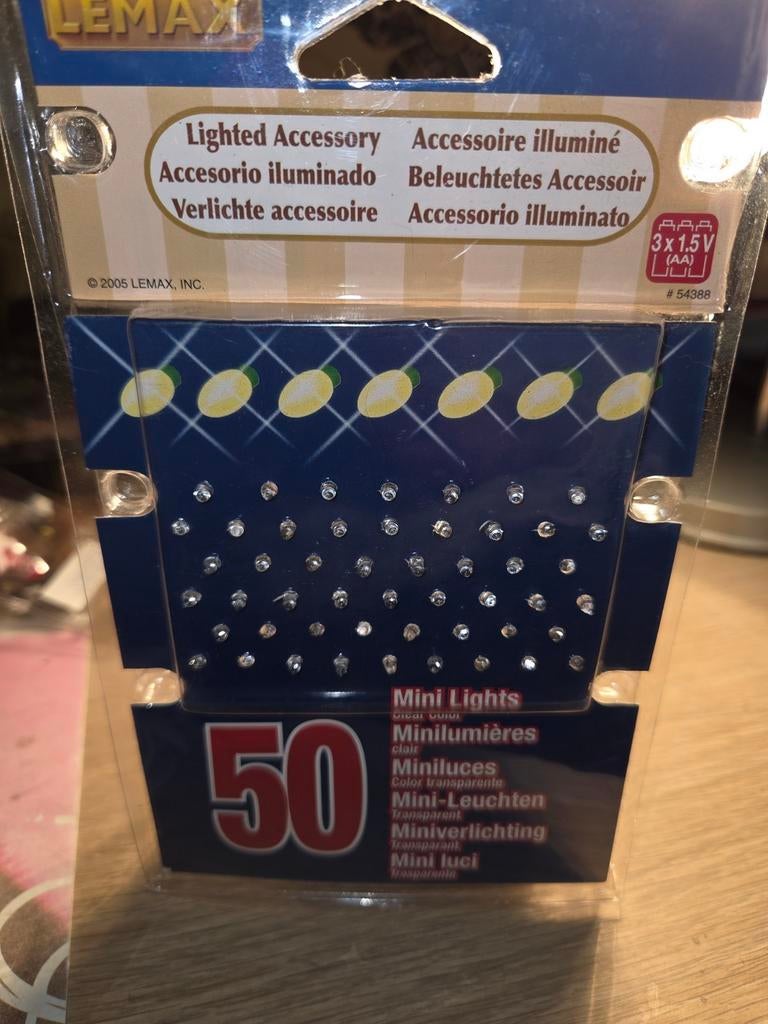 LEMAX
Lighted Accessory
Accessoire illuminé
Accesorio iluminado
Beleuchtetes Accessoir
Verlichte accessoire
Accessorio illuminato
3 x 1.5 V
(AA)
© 2005 LEMAX, INC.
# 54388
50
Mini Lights
Clear Color
Minilumières
clair
Miniluces
Color transparente
Mini-Leuchten
Transparent
Miniverlichting
Transparant
Mini luci
Trasparente